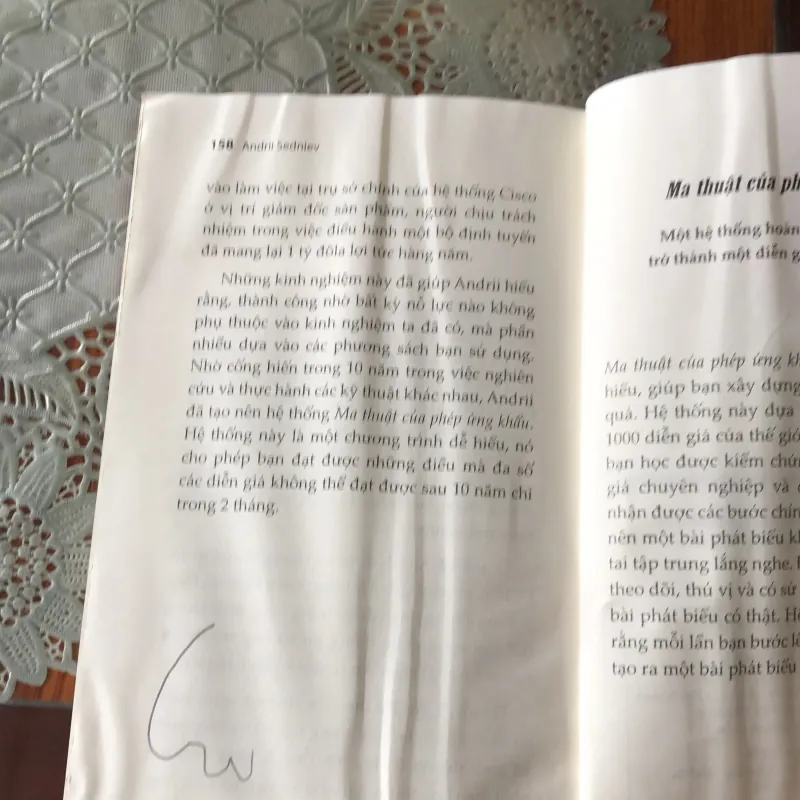 158 Andrii Sedniev
vào làm việc tại trụ sở chính của hệ thống Cisco
ở vị trí giám đốc sản phẩm, người chịu trách
nhiệm trong việc điều hành một bộ định tuyến
đã mang lại 1 tỷ đôla lợi tức hàng năm.
Những kinh nghiệm này đã giúp Andrii hiểu
rằng, thành công nhờ bất kỳ nỗ lực nào không
phụ thuộc vào kinh nghiệm ta đã có, mà phần
nhiều dựa vào các phương sách bạn sử dụng.
Nhờ cống hiến trong 10 năm trong việc nghiên
cứu và thực hành các kỹ thuật khác nhau, Andrii
đã tạo nên hệ thống Ma thuật của phép ứng khẩu.
Hệ thống này là một chương trình dễ hiểu, nó
cho phép bạn đạt được những điều mà đa số
các diễn giả không thể đạt được sau 10 năm chỉ
trong 2 tháng.
Ma thuật của
Một hệ thống hoàn
trở thành một diễn
Ma thuật của phép ứng
hiểu, giúp bạn xây dựng
quả. Hệ thống này dựa
1000 diễn giả của thế
bạn học được kiểm
giả chuyên nghiệp và
nhận được các bước
nên một bài phát biểu
tai tập trung lắng nghe.
theo dõi, thú vị và có sử
bài phát biểu có thật.
rằng mỗi lần bạn bước
tạo ra một bài phát biểu